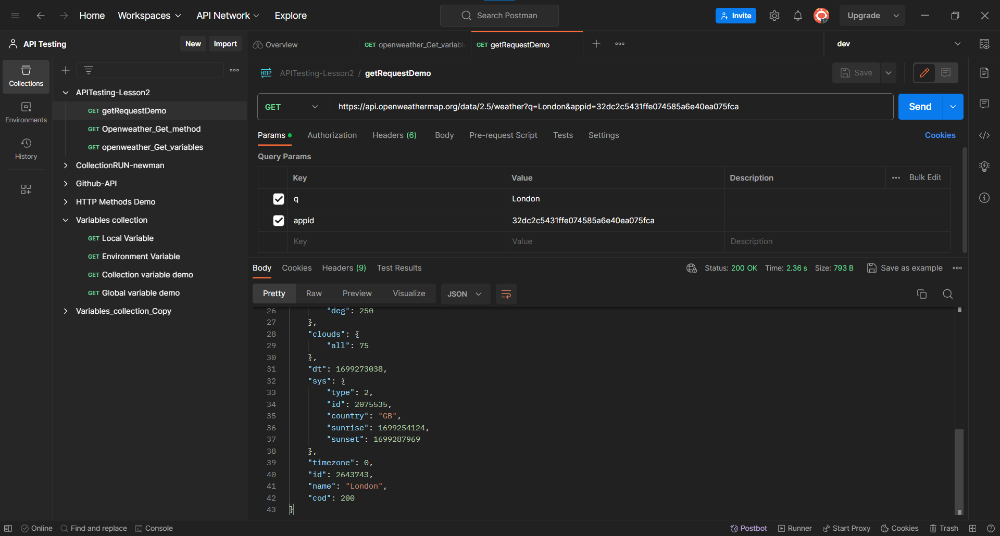 Home Workspaces API Network Explore Search Postman Invite Upgrade
API Testing New Import Overview GET openweather_Get_variabl GET getRequestDemo dev
Collections
Environments
History
APITesting-Lesson2
GET getRequestDemo
GET Openweather_Get_method
GET openweather_Get_variables
CollectionRUN-newman
Github-API
HTTP Methods Demo
Variables collection
GET Local Variable
GET Environment Variable
GET Collection variable demo
GET Global variable demo
Variables_collection_Copy
HTTP APITesting-Lesson2 / getRequestDemo Save
GET https://api.openweathermap.org/data/2.5/weather?q=London&appid=32dc2c5431ffe074585a6e40ea075fca Send
Params Authorization Headers (6) Body Pre-request Script Tests Settings Cookies
Query Params
Key Value Description Bulk Edit
q London
appid 32dc2c5431ffe074585a6e40ea075fca
Key Value Description
Body Cookies Headers (9) Test Results Status: 200 OK Time: 2.36 s Size: 793 B Save as example
Pretty Raw Preview Visualize JSON
26 "deg": 250
27 },
28 "clouds": {
29 "all": 75
30 },
31 "dt": 1699273038,
32 "sys": {
33 "type": 2,
34 "id": 2075535,
35 "country": "GB",
36 "sunrise": 1699254124,
37 "sunset": 1699287969
38 },
39 "timezone": 0,
40 "id": 2643743,
41 "name": "London",
42 "cod": 200
43 }
Online Find and replace Console Postbot Runner Start Proxy Cookies Trash